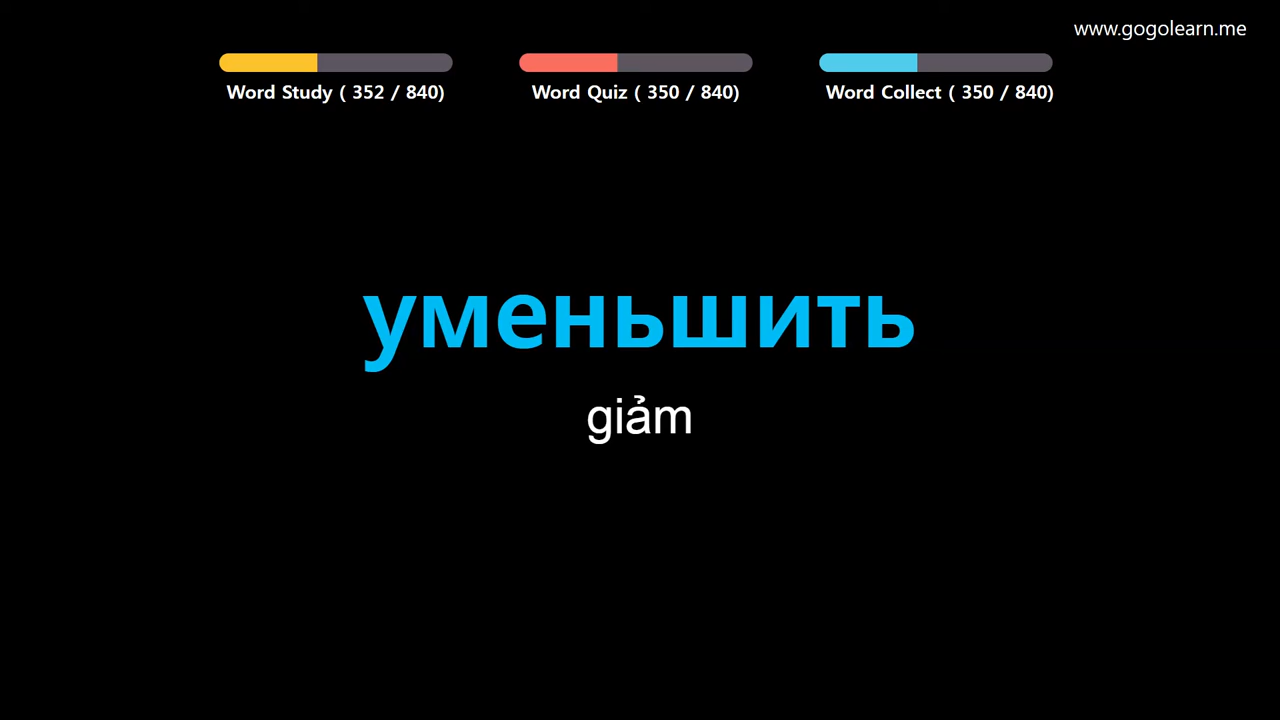 www.gogolearn.me
Word Study ( 352 / 840)
Word Quiz ( 350 / 840)
Word Collect ( 350 / 840)
уменьшить
giảm